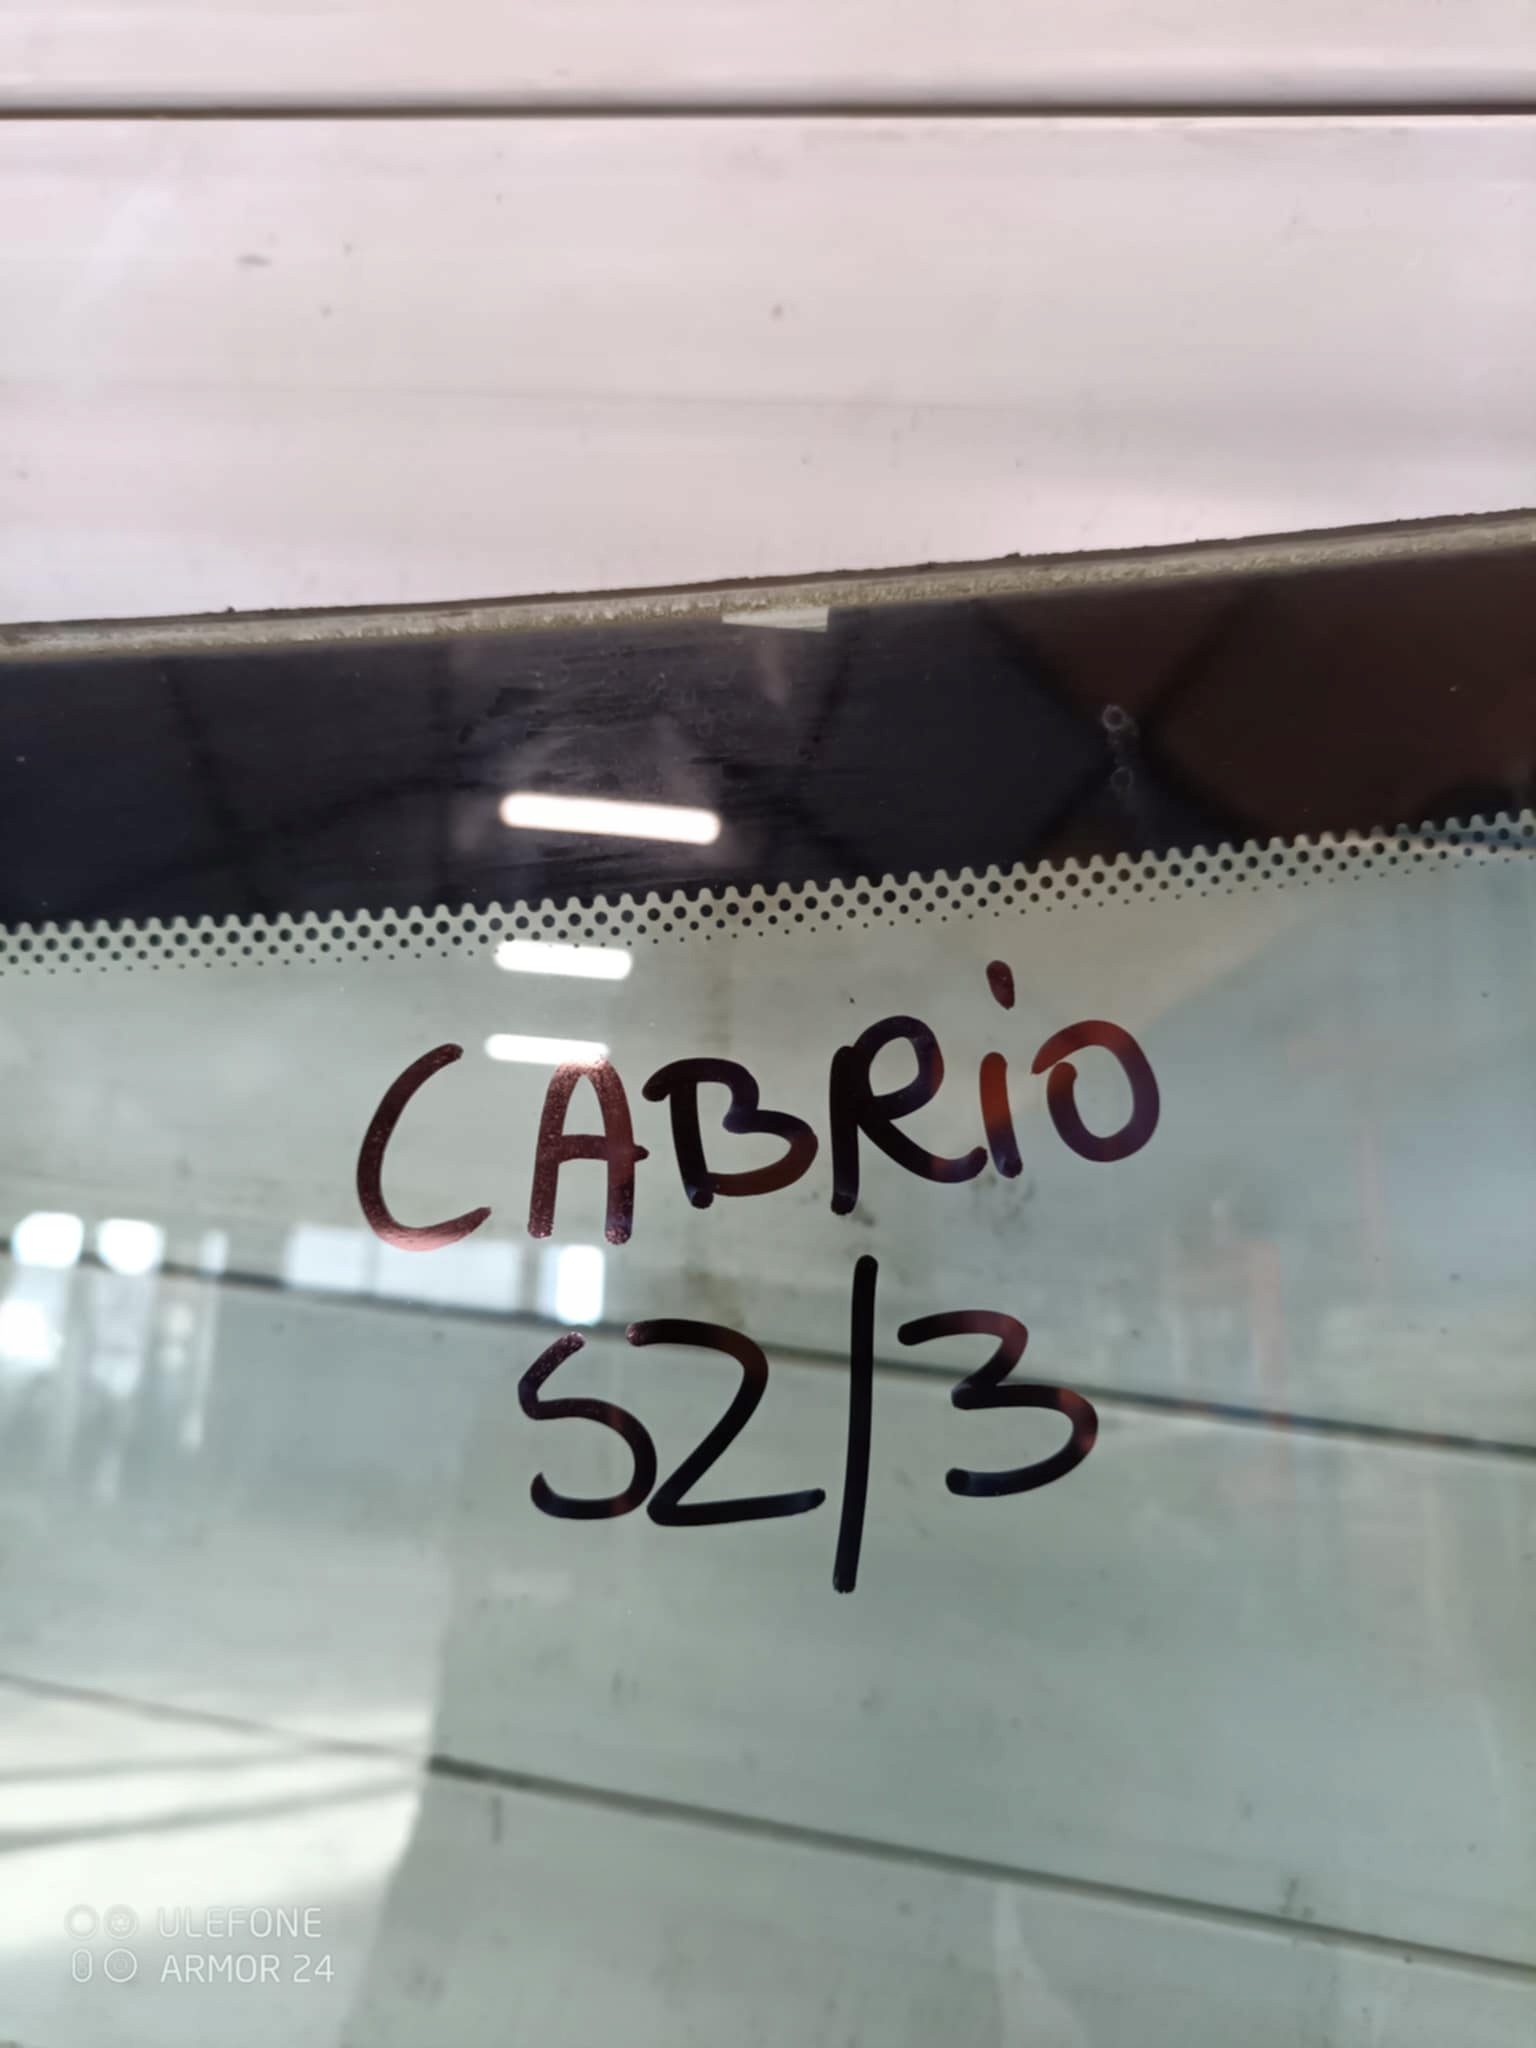 CABRiO
52/3
ULEFONE
ARMOR 24